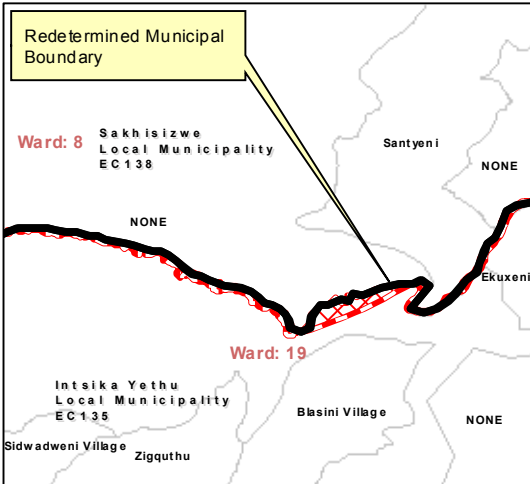 Redetermined Municipal
Boundary
Ward: 8
Sakhisizwe
Local Municipality
EC138
Santyeni
NONE
NONE
Ekuxeni
Ward: 19
Intsika Yethu
Local Municipality
EC135
Blasini Village
NONE
Sidwadweni Village
Zigquthu